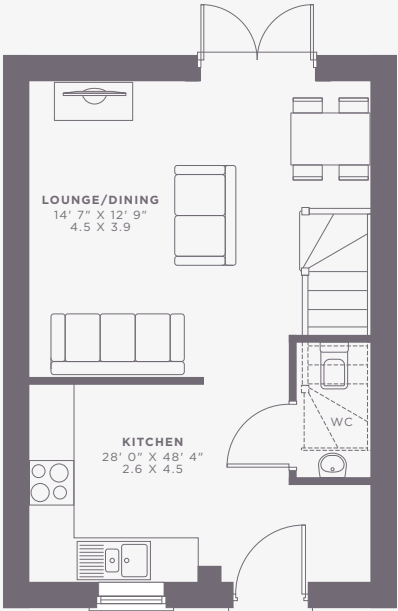 LOUNGE/DINING
14' 7" X 12' 9"
4.5 X 3.9
KITCHEN
28' 0" X 48' 4"
2.6 X 4.5
WC